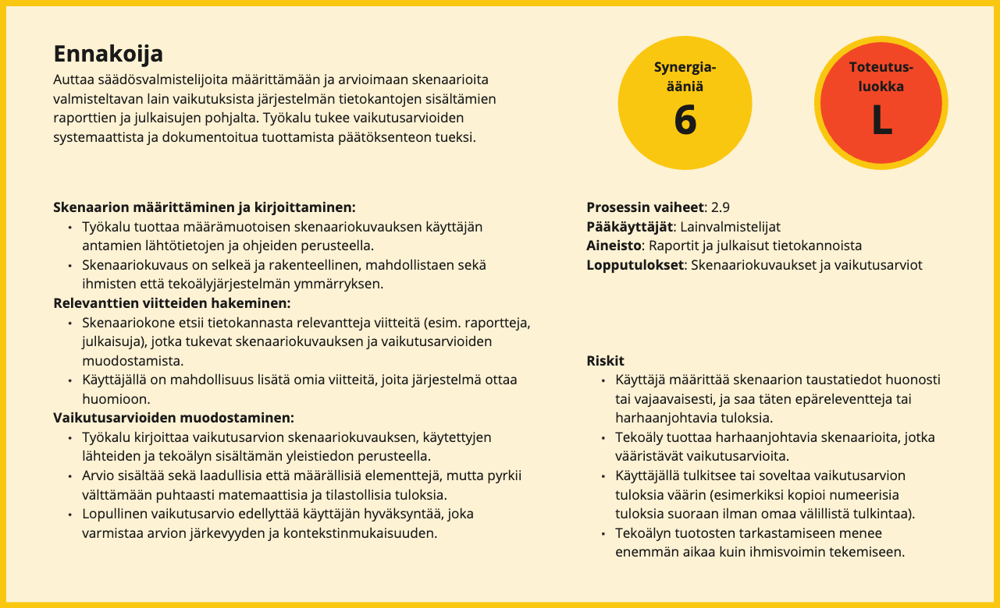 Ennakoija
Auttaa säädösvalmistelijoita määrittämään ja arvioimaan skenaarioita
valmisteltavan lain vaikutuksista järjestelmän tietokantojen sisältämien
raporttien ja julkaisujen pohjalta. Työkalu tukee vaikutusarvioiden
systemaattista ja dokumentoitua tuottamista päätöksenteon tueksi.
Synergia-
ääniä
6
Toteutus-
luokka
L
Skenaarion määrittäminen ja kirjoittaminen:
• Työkalu tuottaa määrämuotoisen skenaariokuvauksen käyttäjän
antamien lähtötietojen ja ohjeiden perusteella.
• Skenaariokuvaus on selkeä ja rakenteellinen, mahdollistaen sekä
ihmisten että tekoälyjärjestelmän ymmärryksen.
Relevanttien viitteiden hakeminen:
• Skenaariokone etsii tietokannasta relevantteja viitteitä (esim. raportteja,
julkaisuja), jotka tukevat skenaariokuvauksen ja vaikutusarvioiden
muodostamista.
• Käyttäjällä on mahdollisuus lisätä omia viitteitä, joita järjestelmä ottaa
huomioon.
Vaikutusarvioiden muodostaminen:
• Työkalu kirjoittaa vaikutusarvion skenaariokuvauksen, käytettyjen
lähteiden ja tekoälyn sisältämän yleistiedon perusteella.
• Arvio sisältää sekä laadullisia että määrällisiä elementtejä, mutta pyrkii
välttämään puhtaasti matemaattisia ja tilastollisia tuloksia.
• Lopullinen vaikutusarvio edellyttää käyttäjän hyväksyntää, joka
varmistaa arvion järkevyyden ja kontekstinmukaisuuden.
Prosessin vaiheet: 2.9
Pääkäyttäjät: Lainvalmistelijat
Aineisto: Raportit ja julkaisut tietokannoista
Lopputulokset: Skenaariokuvaukset ja vaikutusarviot
Riskit
• Käyttäjä määrittää skenaarion taustatiedot huonosti
tai vajaavaisesti, ja saa täten epäreleventteja tai
harhaanjohtavia tuloksia.
• Tekoäly tuottaa harhaanjohtavia skenaarioita, jotka
vääristävät vaikutusarvioita.
• Käyttäjällä tulkitsee tai soveltaa vaikutusarvion
tuloksia väärin (esimerkiksi kopioi numeerisia
tuloksia suoraan ilman omaa välillistä tulkintaa).
• Tekoälyn tuotosten tarkastamiseen menee
enemmän aikaa kuin ihmisvoimin tekemiseen.